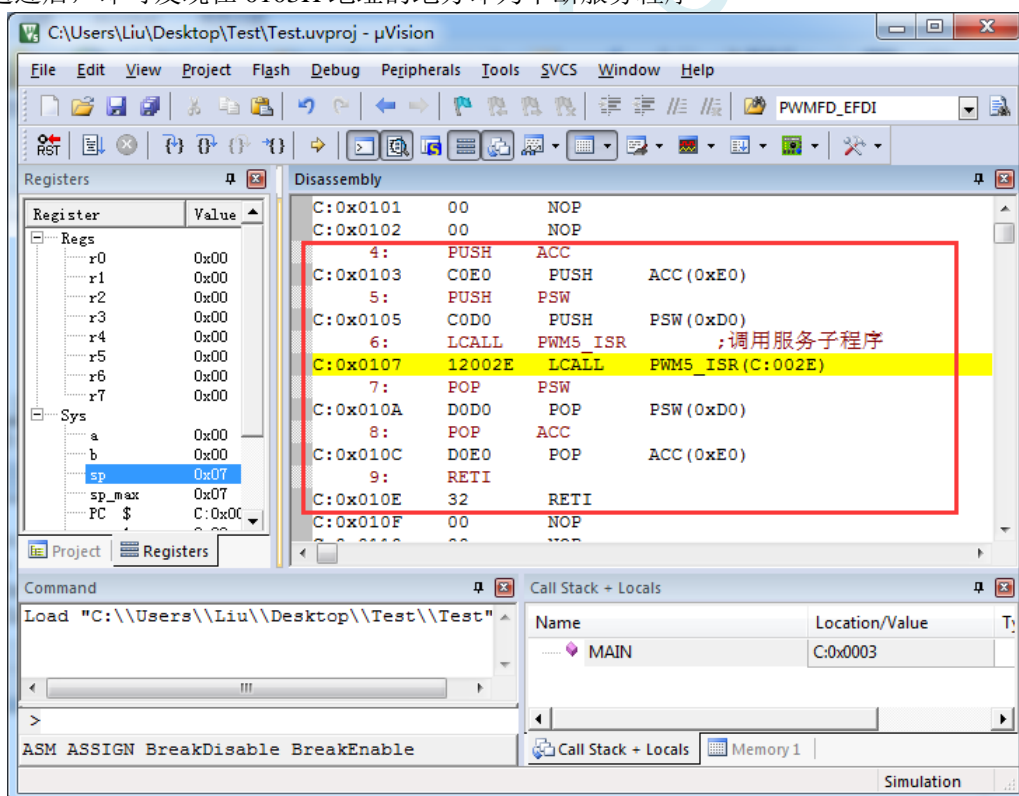 C:\Users\Liu\Desktop\Test\Test.uvproj - µVision
File Edit View Project Flash Debug Peripherals Tools SVCS Window Help
PWMFD_EFDI
RST
Registers
Disassembly
Register Value
Regs
r0 0x00
r1 0x00
r2 0x00
r3 0x00
r4 0x00
r5 0x00
r6 0x00
r7 0x00
Sys
a 0x00
b 0x00
sp 0x07
sp_max 0x07
PC $ C:0x00
Project Registers
C:0x0101 00 NOP
C:0x0102 00 NOP
4: PUSH ACC
C:0x0103 C0E0 PUSH ACC(0xE0)
5: PUSH PSW
C:0x0105 C0D0 PUSH PSW(0xD0)
6: LCALL PWM5_ISR ;调用服务子程序
C:0x0107 12002E LCALL PWM5_ISR(C:002E)
7: POP PSW
C:0x010A D0D0 POP PSW(0xD0)
8: POP ACC
C:0x010C D0E0 POP ACC(0xE0)
9: RETI
C:0x010E 32 RETI
C:0x010F 00 NOP
Command
Load "C:\\Users\\Liu\\Desktop\\Test\\Test"
>
ASM ASSIGN BreakDisable BreakEnable
Call Stack + Locals
Name Location/Value
MAIN C:0x0003
Call Stack + Locals Memory 1
Simulation